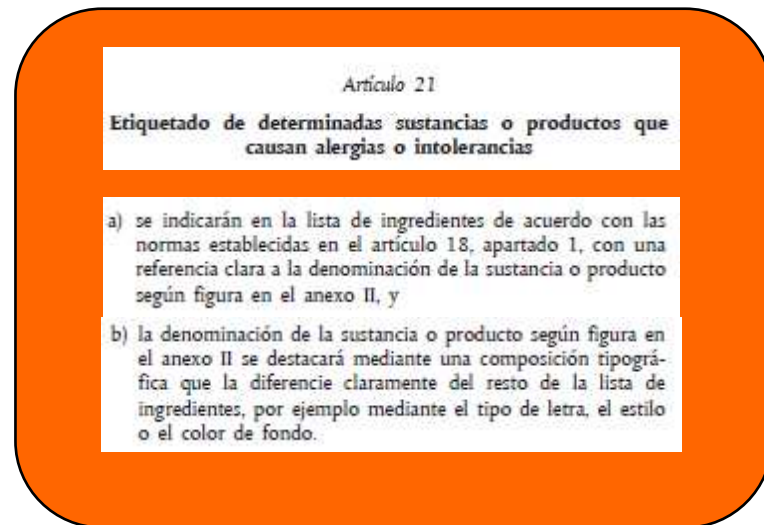 Artículo 21
Etiquetado de determinadas sustancias o productos que
causan alergias o intolerancias
a) se indicarán en la lista de ingredientes de acuerdo con las
normas establecidas en el artículo 18, apartado 1, con una
referencia clara a la denominación de la sustancia o producto
según figura en el anexo II, y
b) la denominación de la sustancia o producto según figura en
el anexo II se destacará mediante una composición tipográ-
fica que la diferencie claramente del resto de la lista de
ingredientes, por ejemplo mediante el tipo de letra, el estilo
o el color de fondo.